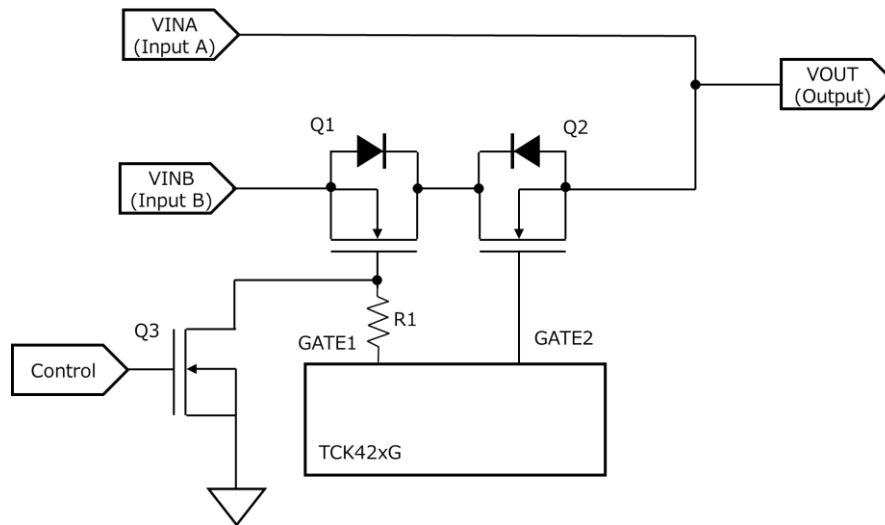 VINA
(Input A)
VOUT
(Output)
Q1
Q2
VINB
(Input B)
Q3
R1
GATE1
GATE2
Control
TCK42xG